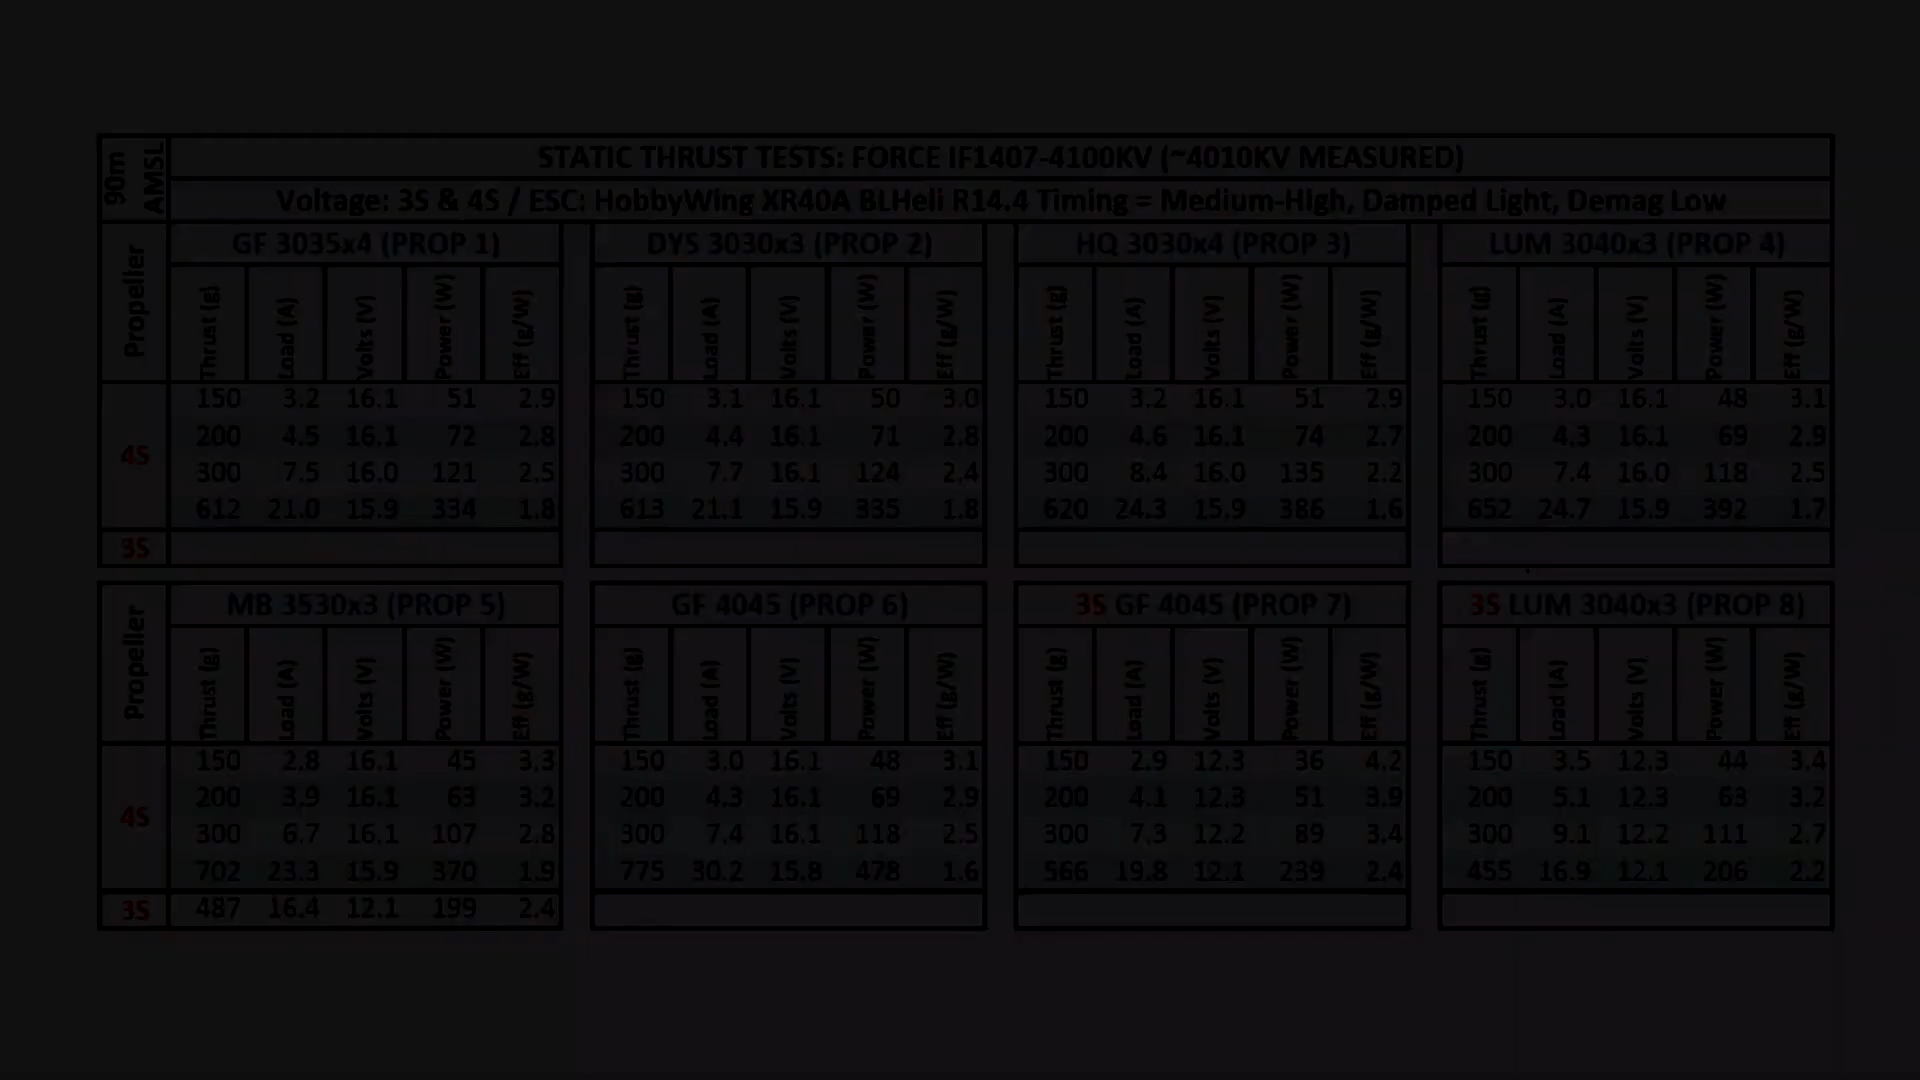 90m AMSL
STATIC THRUST TESTS: FORCE IF1407-4100KV (~4010KV MEASURED)
Voltage: 3S & 4S / ESC: HobbyWing XR40A BLHeli R14.4 Timing = Medium-High, Damped Light, Demag Low
Propeller GF 3035x4 (PROP 1) DYS 3030x3 (PROP 2) HQ 3030x4 (PROP 3) LUM 3040x3 (PROP 4)
Thrust (g) Load (A) Volts (V) Power (W) Eff (g/W) Thrust (g) Load (A) Volts (V) Power (W) Eff (g/W) Thrust (g) Load (A) Volts (V) Power (W) Eff (g/W) Thrust (g) Load (A) Volts (V) Power (W) Eff (g/W)
4S
150 3.2 16.1 51 2.9 150 3.1 16.1 50 3.0 150 3.2 16.1 51 2.9 150 3.0 16.1 48 3.1
200 4.5 16.1 72 2.8 200 4.4 16.1 71 2.8 200 4.6 16.1 74 2.7 200 4.3 16.1 69 2.9
300 7.5 16.0 121 2.5 300 7.7 16.1 124 2.4 300 8.4 16.0 135 2.2 300 7.4 16.0 118 2.5
612 21.0 15.9 334 1.8 613 21.1 15.9 335 1.8 620 24.3 15.9 386 1.6 652 24.7 15.9 392 1.7
3S
Propeller MB 3530x3 (PROP 5) GF 4045 (PROP 6) 3S GF 4045 (PROP 7) 3S LUM 3040x3 (PROP 8)
Thrust (g) Load (A) Volts (V) Power (W) Eff (g/W) Thrust (g) Load (A) Volts (V) Power (W) Eff (g/W) Thrust (g) Load (A) Volts (V) Power (W) Eff (g/W) Thrust (g) Load (A) Volts (V) Power (W) Eff (g/W)
4S
150 2.8 16.1 45 3.3 150 3.0 16.1 48 3.1 150 2.9 12.3 36 4.2 150 3.5 12.3 44 3.4
200 3.9 16.1 63 3.2 200 4.3 16.1 69 2.9 200 4.1 12.3 51 3.9 200 5.1 12.3 63 3.2
300 6.7 16.1 107 2.8 300 7.4 16.1 118 2.5 300 7.3 12.2 89 3.4 300 9.1 12.2 111 2.7
702 23.3 15.9 370 1.9 775 30.2 15.8 478 1.6 566 19.8 12.1 239 2.4 455 16.9 12.1 206 2.2
3S 487 16.4 12.1 199 2.4